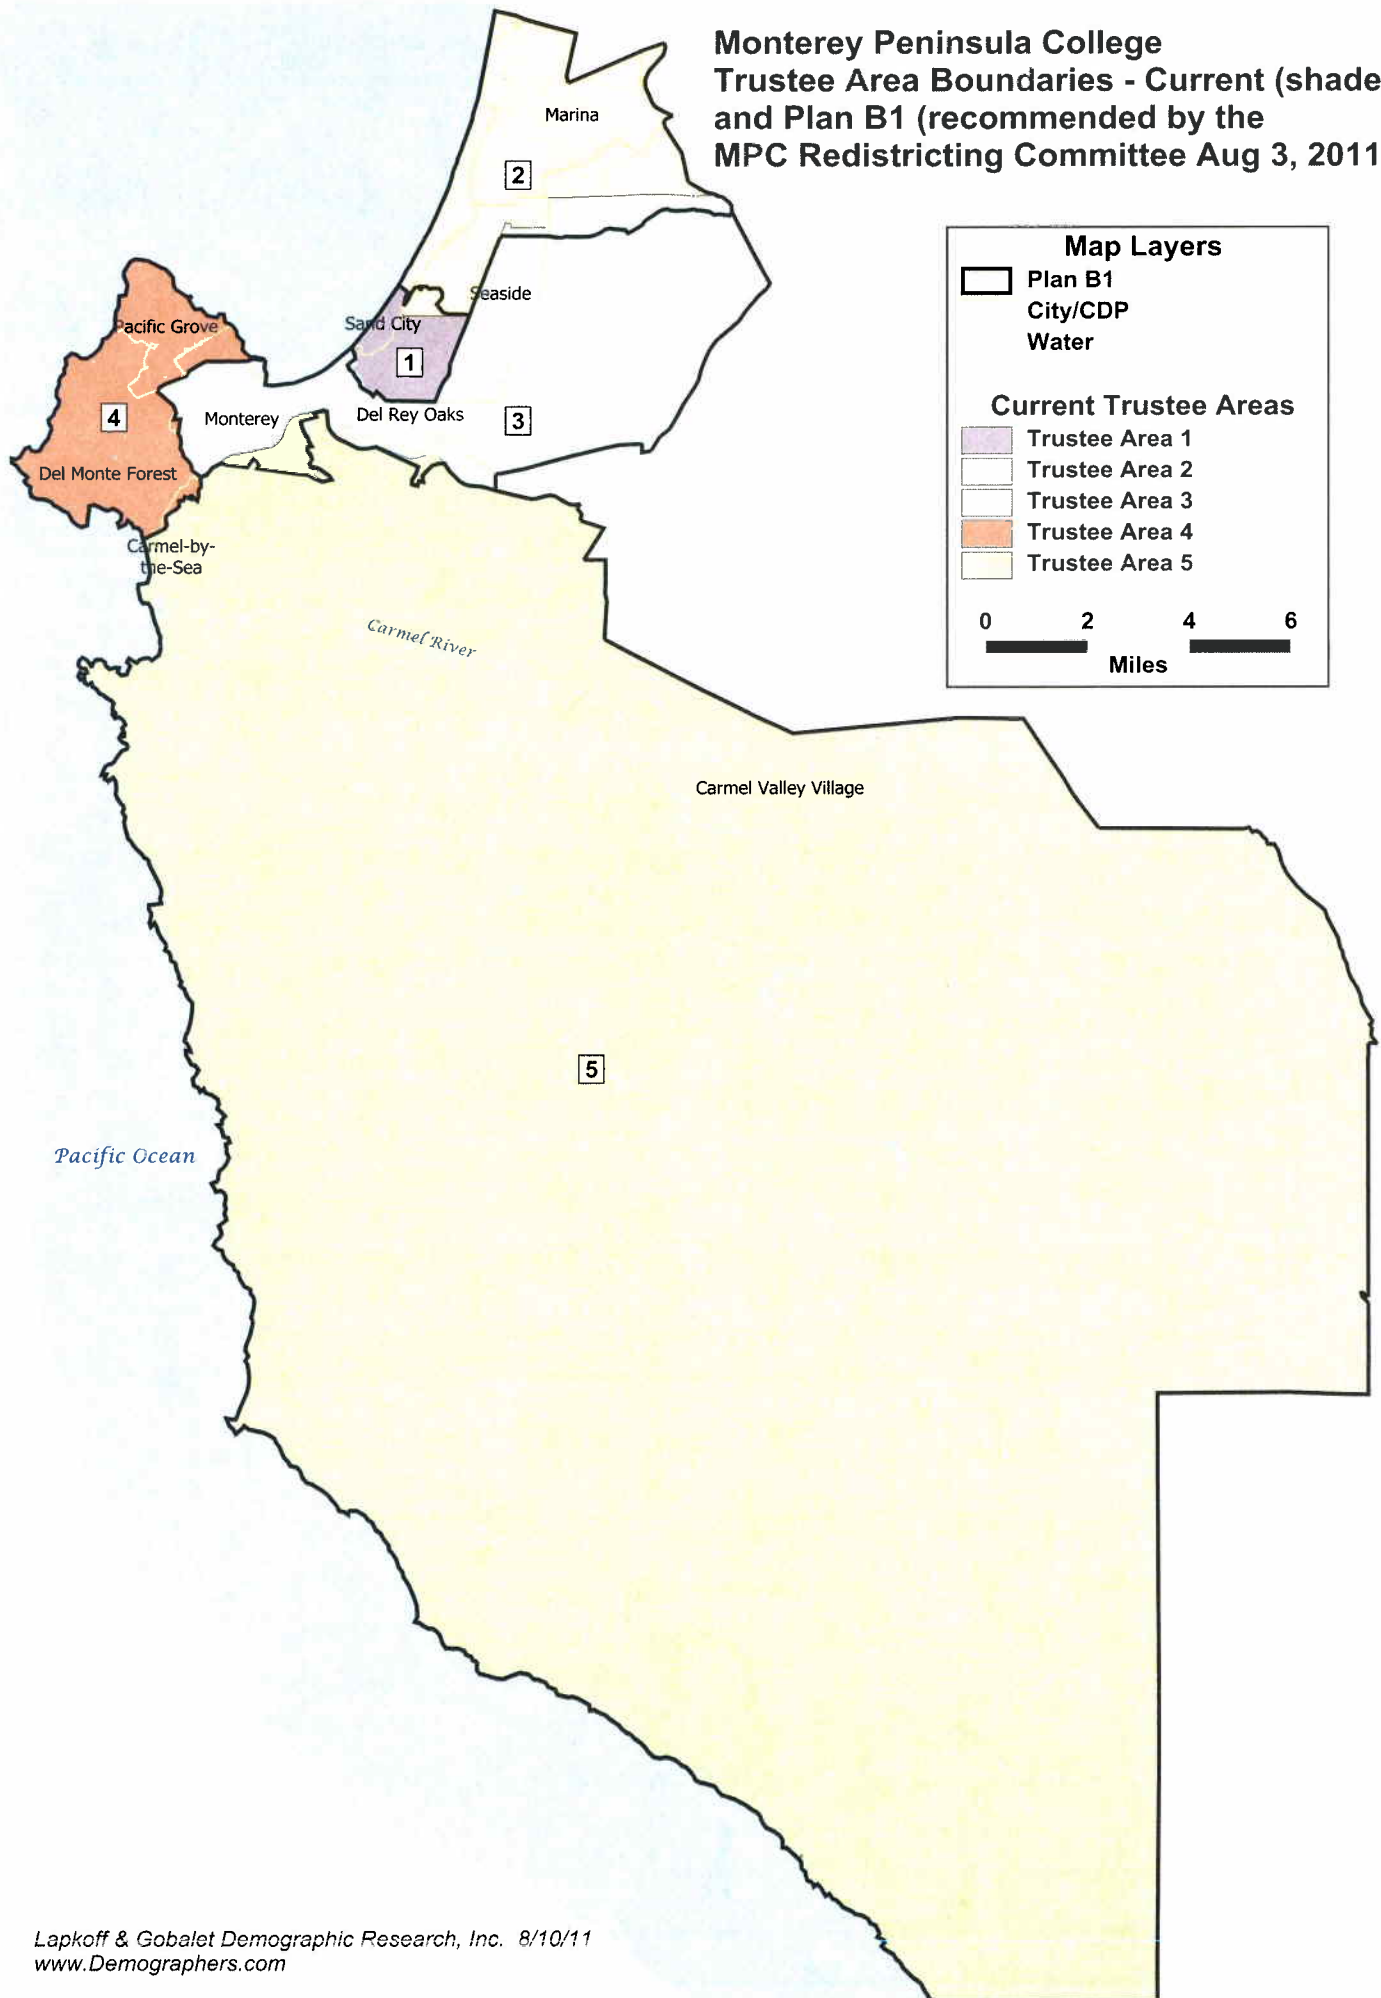 Monterey Peninsula College
Trustee Area Boundaries - Current (shade
and Plan B1 (recommended by the
MPC Redistricting Committee Aug 3, 2011
Marina
2
Map Layers
Plan B1
City/CDP
Water
Current Trustee Areas
Trustee Area 1
Trustee Area 2
Trustee Area 3
Trustee Area 4
Trustee Area 5
0 2 4 6
Miles
Seaside
Pacific Grove
Sand City
1
4
Monterey
Del Rey Oaks
3
Del Monte Forest
Carmel-by-
the-Sea
Carmel River
Carmel Valley Village
5
Pacific Ocean
Lapkoff & Gobalet Demographic Research, Inc. 8/10/11
www.Demographers.com